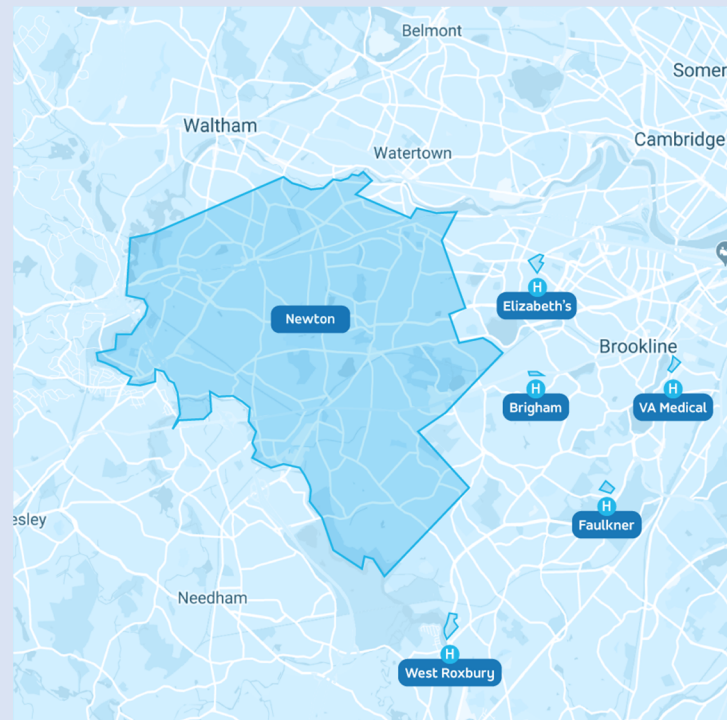 Belmont
Somer
Waltham
Cambridge
Watertown
H
Elizabeth's
Newton
Brookline
H
Brigham
H
VA Medical
H
Faulkner
esley
Needham
H
West Roxbury